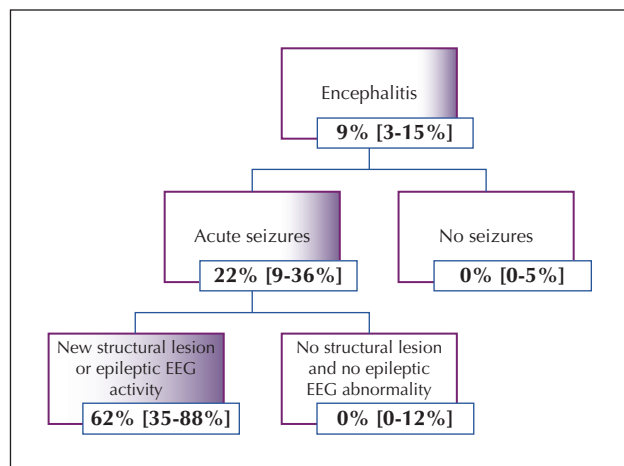 Encephalitis
9% [3-15%]
Acute seizures
22% [9-36%]
No seizures
0% [0-5%]
New structural lesion
or epileptic EEG
activity
62% [35-88%]
No structural lesion
and no epileptic
EEG abnormality
0% [0-12%]